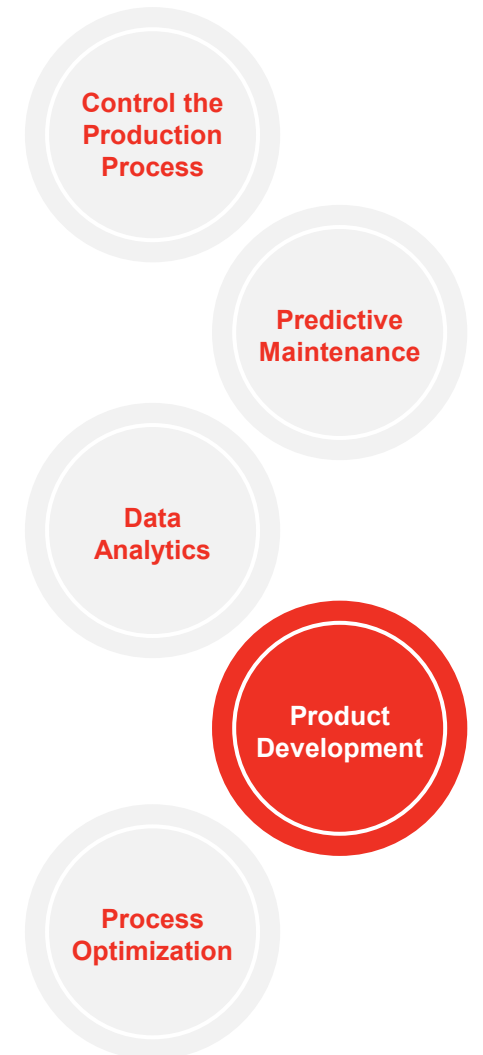 Control the
Production
Process
Predictive
Maintenance
Data
Analytics
Product
Development
Process
Optimization